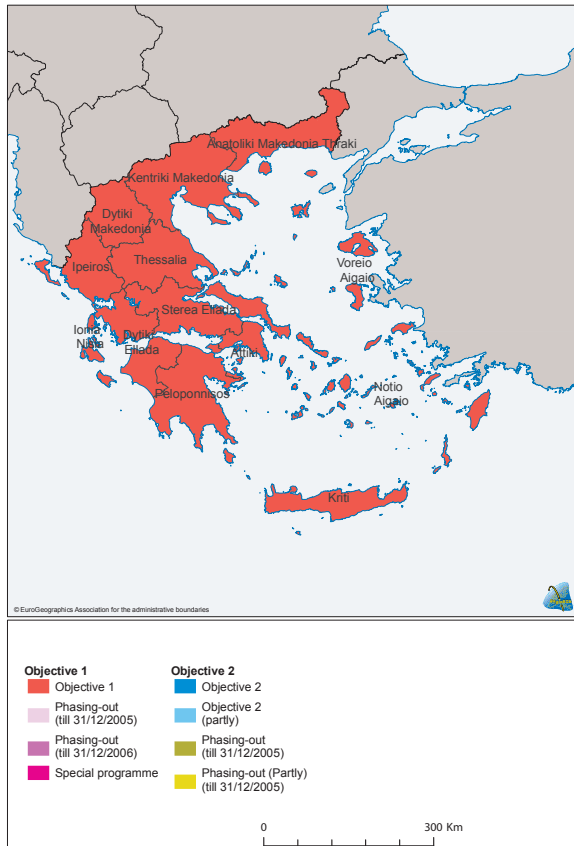 Anatoliki Makedonia Thraki
Kentriki Makedonia
Dytiki
Makedonia
Ipeiros
Thessalia
Voreio
Aigaio
Sterea Ellada
Ionia
Nisia
Dytiki
Ellada
Attiki
Peloponnisos
Notio
Aigaio
Kriti
© EuroGeographics Association for the administrative boundaries
Objective 1
Objective 1
Phasing-out
(till 31/12/2005)
Phasing-out
(till 31/12/2006)
Special programme
Objective 2
Objective 2
Objective 2
(partly)
Phasing-out
(till 31/12/2005)
Phasing-out (Partly)
(till 31/12/2005)
0 300 Km